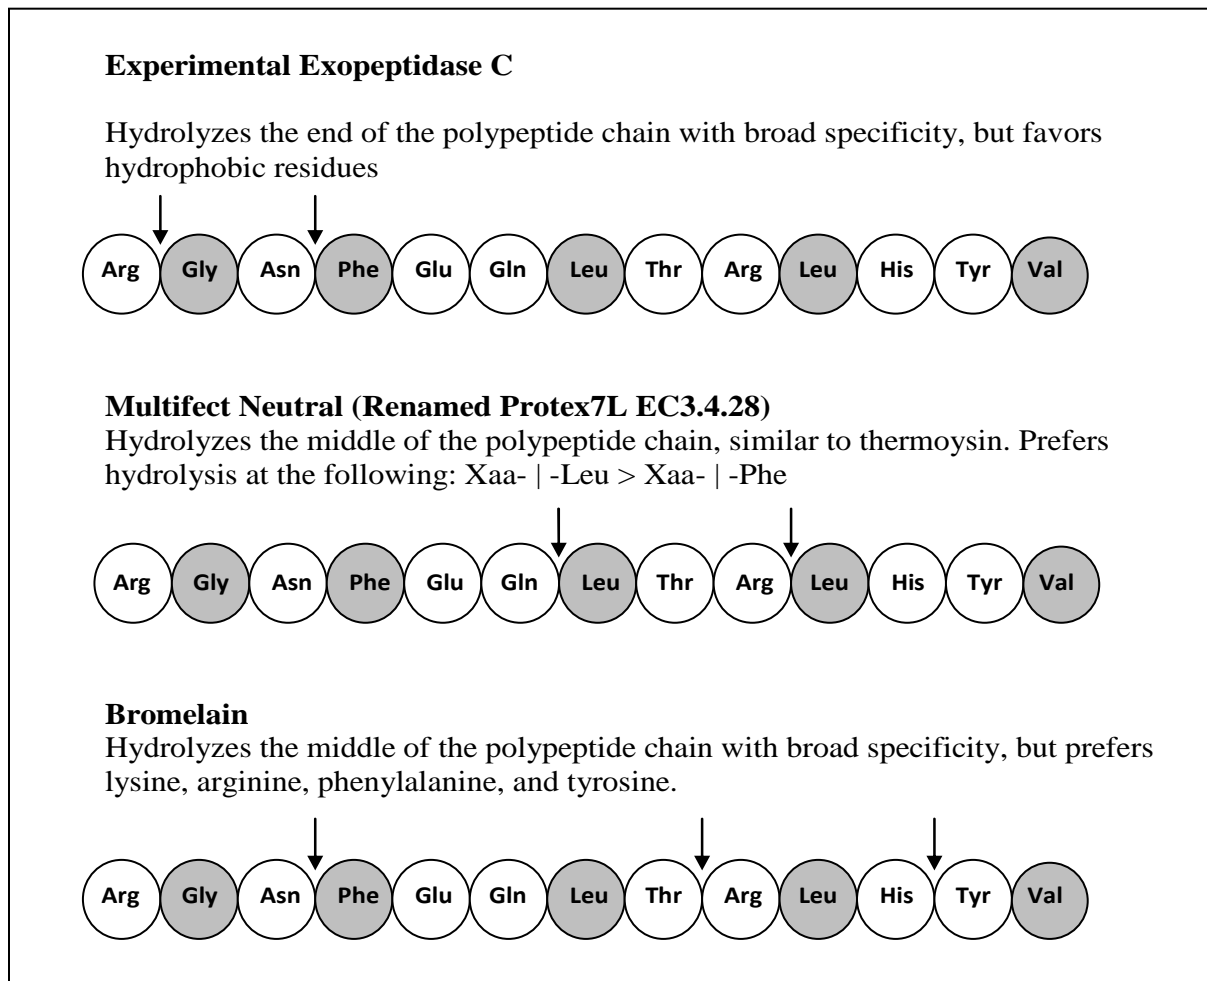 Experimental Exopeptidase C
Hydrolyzes the end of the polypeptide chain with broad specificity, but favors
hydrophobic residues
Arg Gly Asn Phe Glu Gln Leu Thr Arg Leu His Tyr Val
Multifect Neutral (Renamed Protex7L EC3.4.28)
Hydrolyzes the middle of the polypeptide chain, similar to thermoysin. Prefers
hydrolysis at the following: Xaa- | -Leu > Xaa- | -Phe
Arg Gly Asn Phe Glu Gln Leu Thr Arg Leu His Tyr Val
Bromelain
Hydrolyzes the middle of the polypeptide chain with broad specificity, but prefers
lysine, arginine, phenylalanine, and tyrosine.
Arg Gly Asn Phe Glu Gln Leu Thr Arg Leu His Tyr Val